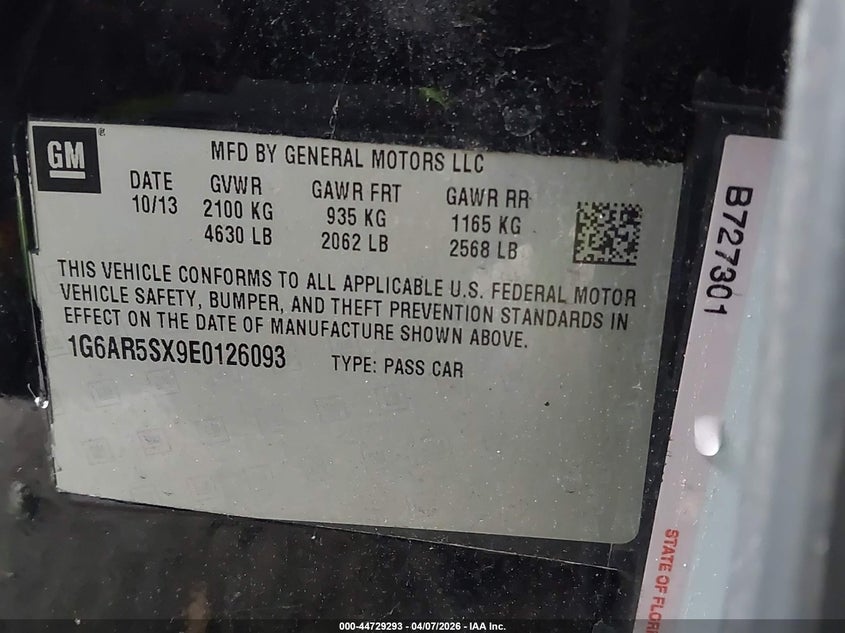 GM
MFD BY GENERAL MOTORS LLC
DATE GVWR GAWR FRT GAWR RR
10/13 2100 KG 935 KG 1165 KG
4630 LB 2062 LB 2568 LB
THIS VEHICLE CONFORMS TO ALL APPLICABLE U.S. FEDERAL MOTOR
VEHICLE SAFETY, BUMPER, AND THEFT PREVENTION STANDARDS IN
EFFECT ON THE DATE OF MANUFACTURE SHOWN ABOVE.
1G6AR5SX9E0126093 TYPE: PASS CAR
B727301
STATE OF FLOR
000-44729293 - 04/07/2026 - IAA Inc.